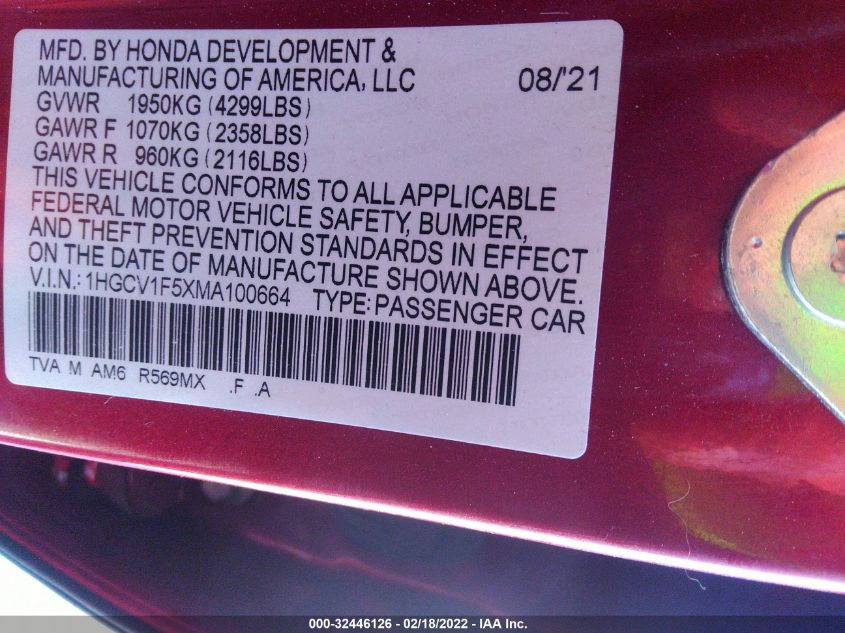 MFD. BY HONDA DEVELOPMENT &
MANUFACTURING OF AMERICA, LLC 08/'21
GVWR 1950KG (4299LBS)
GAWR F 1070KG (2358LBS)
GAWR R 960KG (2116LBS)
THIS VEHICLE CONFORMS TO ALL APPLICABLE
FEDERAL MOTOR VEHICLE SAFETY, BUMPER,
AND THEFT PREVENTION STANDARDS IN EFFECT
ON THE DATE OF MANUFACTURE SHOWN ABOVE.
V.I.N.: 1HGCV1F5XMA100664 TYPE: PASSENGER CAR
TVA M AM6 R569MX .F .A
000-32446126 - 02/18/2022 - IAA Inc.